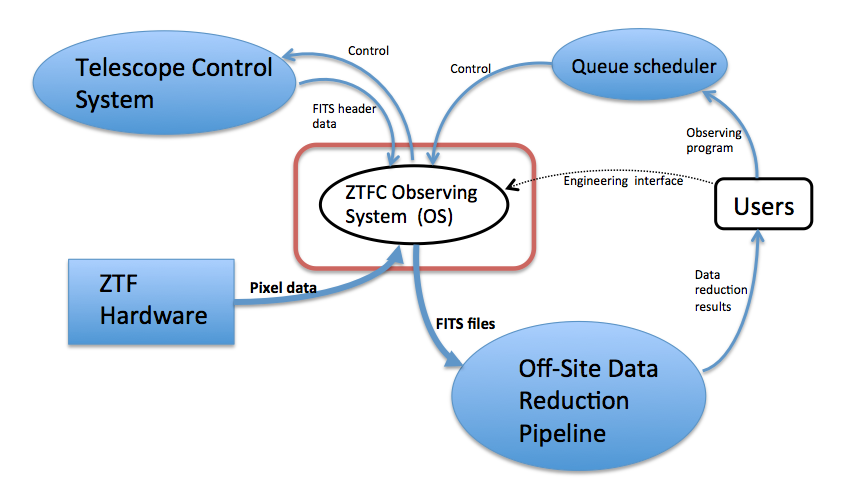 Control
Telescope Control
System
Control
Queue scheduler
FITS header
data
Observing
program
Engineering interface
ZTFC Observing
System (OS)
Users
ZTF
Hardware
Pixel data
Data
reduction
results
FITS files
Off-Site Data
Reduction
Pipeline